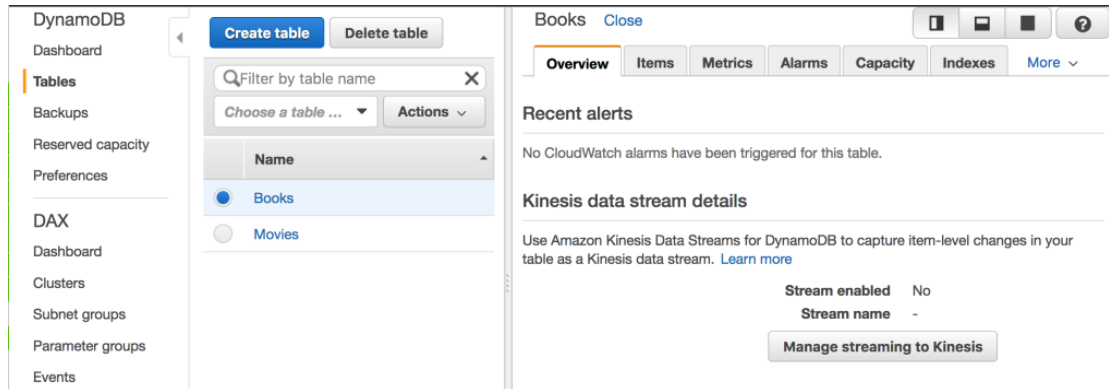 DynamoDB
Dashboard
Tables
Backups
Reserved capacity
Preferences
DAX
Dashboard
Clusters
Subnet groups
Parameter groups
Events
Create table
Delete table
Filter by table name
Choose a table ...
Actions
Name
Books
Movies
Books Close
Overview
Items
Metrics
Alarms
Capacity
Indexes
More
Recent alerts
No CloudWatch alarms have been triggered for this table.
Kinesis data stream details
Use Amazon Kinesis Data Streams for DynamoDB to capture item-level changes in your
table as a Kinesis data stream. Learn more
Stream enabled No
Stream name -
Manage streaming to Kinesis